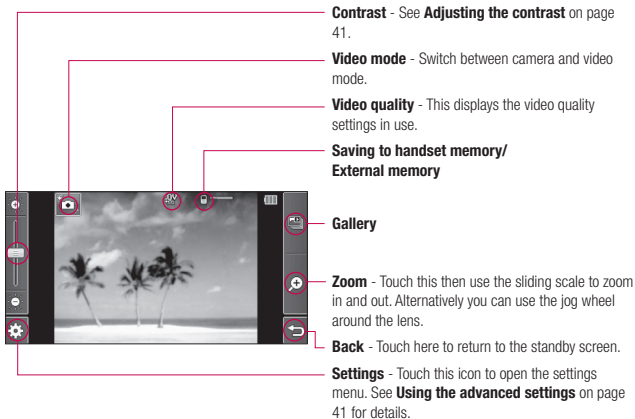 Contrast - See Adjusting the contrast on page
41.
Video mode - Switch between camera and video
mode.
Video quality - This displays the video quality
settings in use.
Saving to handset memory/
External memory
Gallery
Zoom - Touch this then use the sliding scale to zoom
in and out. Alternatively you can use the jog wheel
around the lens.
Back - Touch here to return to the standby screen.
Settings - Touch this icon to open the settings
menu. See Using the advanced settings on page
41 for details.